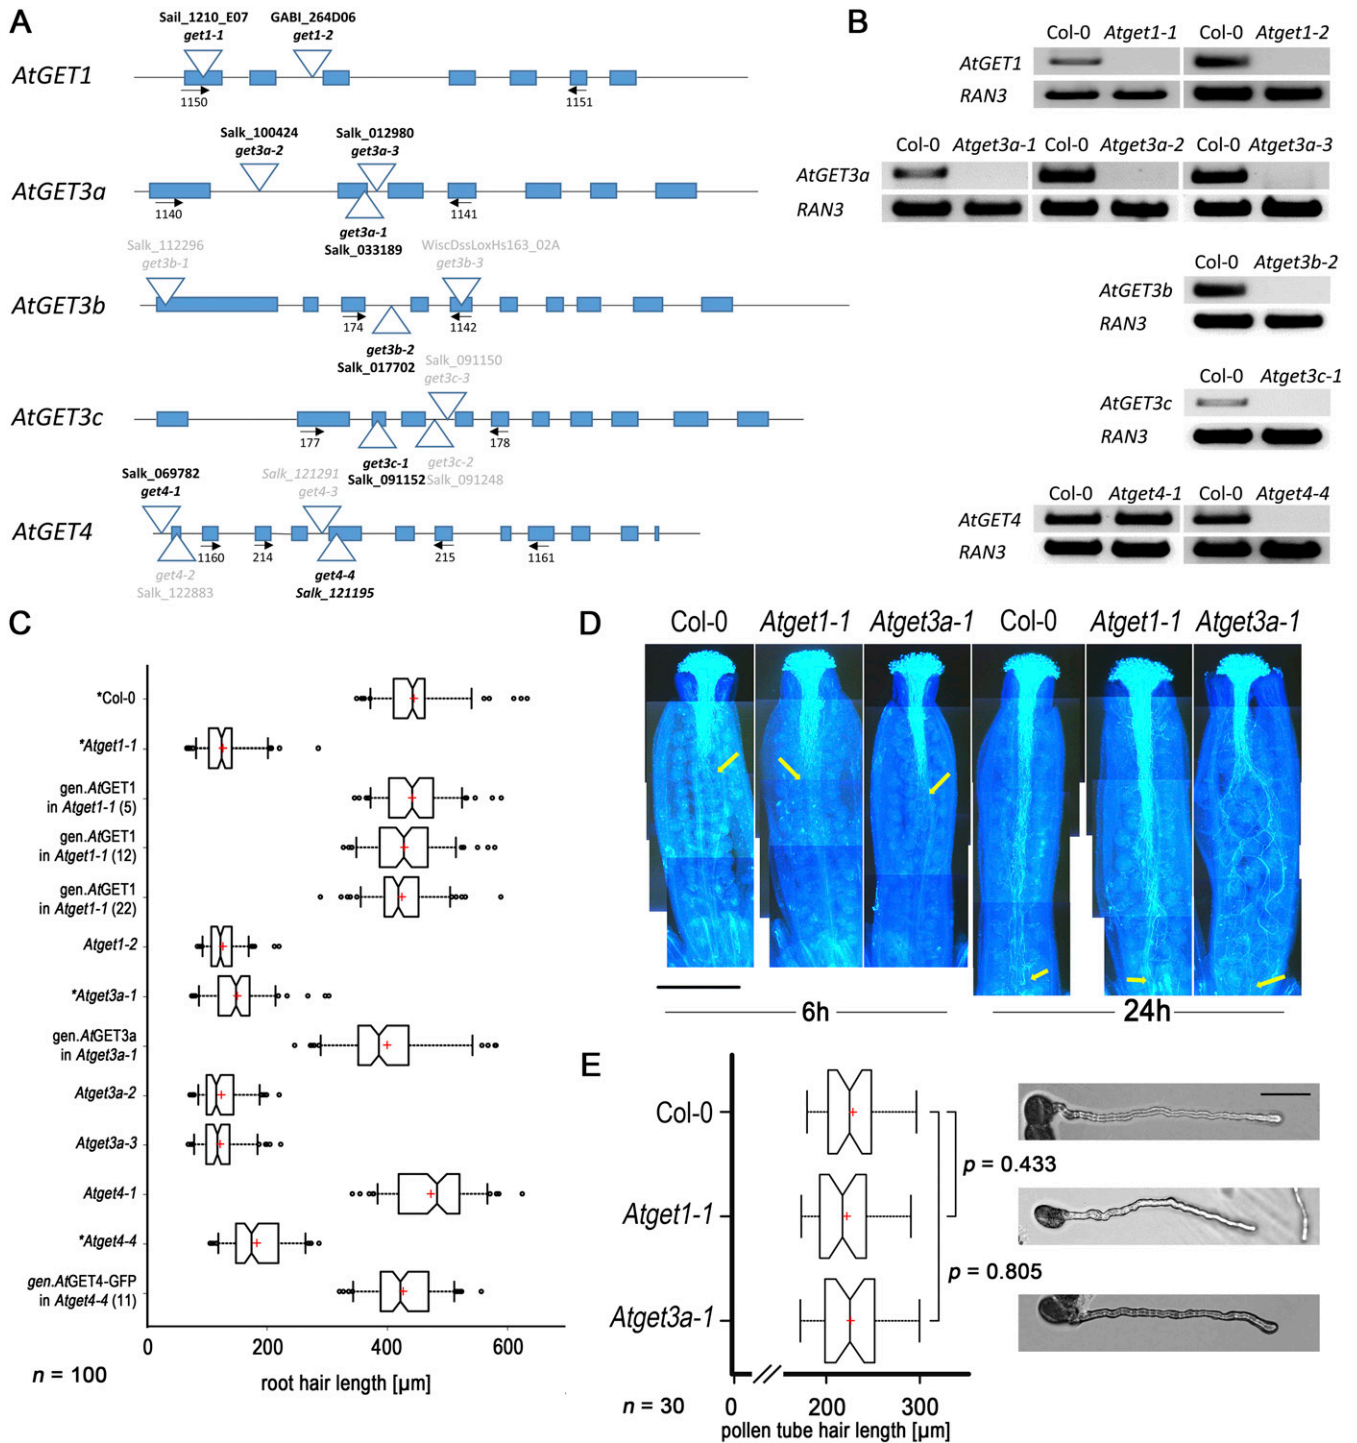 A
Sail_1210_E07 GABI_264D06
get1-1 get1-2
AtGET1
1150 1151
Salk_100424 Salk_012980
get3a-2 get3a-3
AtGET3a
1140 1141
get3a-1
Salk_033189
Salk_112296 WiscDssLoxHs163_02A
get3b-1 get3b-3
AtGET3b
174 1142
get3b-2
Salk_017702
Salk_091150
get3c-3
AtGET3c
177 178
get3c-1 get3c-2
Salk_091152 Salk_091248
Salk_069782 Salk_121291
get4-1 get4-3
AtGET4
1160 214 215 1161
get4-2 get4-4
Salk_122883 Salk_121195
B
Col-0 Atget1-1 Col-0 Atget1-2
AtGET1
RAN3
Col-0 Atget3a-1 Col-0 Atget3a-2 Col-0 Atget3a-3
AtGET3a
RAN3
Col-0 Atget3b-2
AtGET3b
RAN3
Col-0 Atget3c-1
AtGET3c
RAN3
Col-0 Atget4-1 Col-0 Atget4-4
AtGET4
RAN3
C
*Col-0
*Atget1-1
gen.AtGET1
in Atget1-1 (5)
gen.AtGET1
in Atget1-1 (12)
gen.AtGET1
in Atget1-1 (22)
Atget1-2
*Atget3a-1
gen.AtGET3a
in Atget3a-1
Atget3a-2
Atget3a-3
Atget4-1
*Atget4-4
gen.AtGET4-GFP
in Atget4-4 (11)
0 200 400 600
n = 100 root hair length [µm]
D
Col-0 Atget1-1 Atget3a-1 Col-0 Atget1-1 Atget3a-1
6h 24h
E
Col-0
p = 0.433
Atget1-1
p = 0.805
Atget3a-1
n = 30 0 200 300
pollen tube hair length [µm]